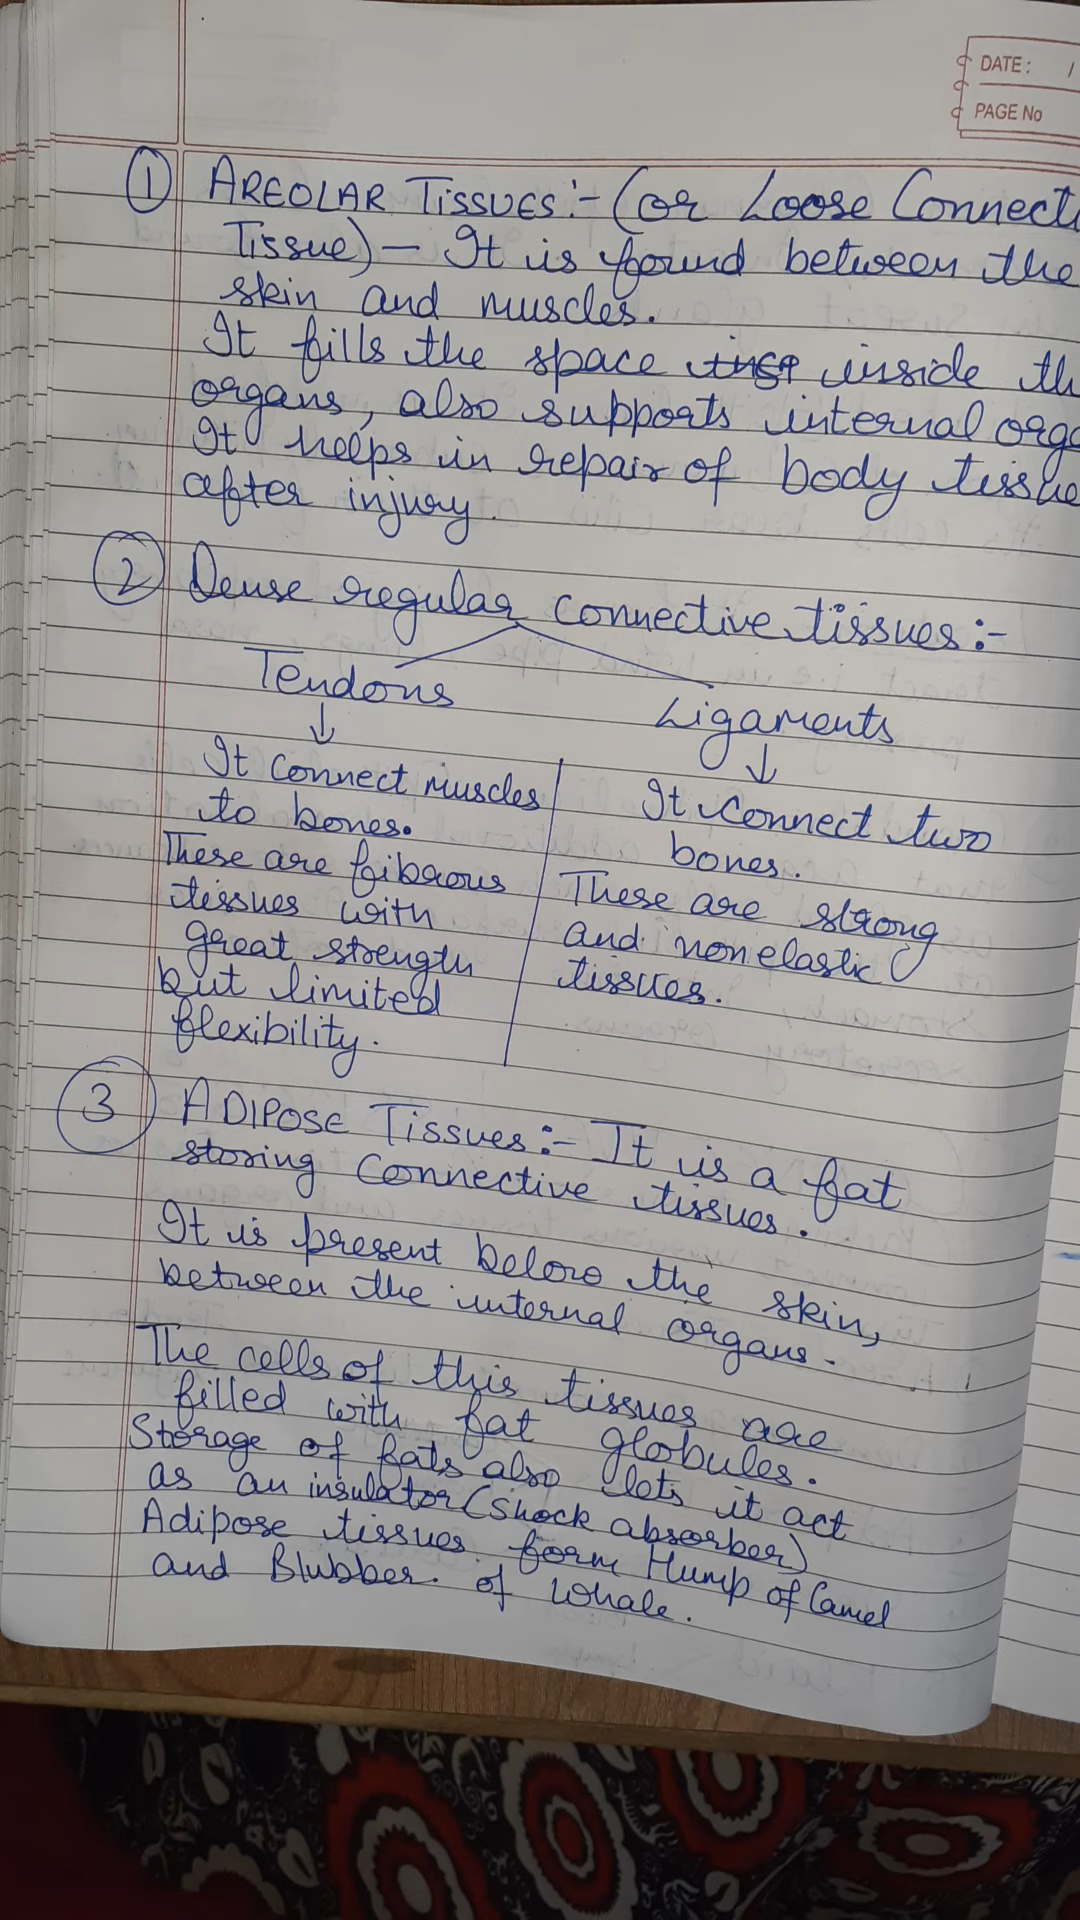 DATE: /
PAGE No
① AREOLAR TISSUES:- (or Loose Connecti
Tissue) – It is found between the
skin and muscles.
It fills the space inside th
organs, also supports internal orga
It helps in repair of body tissue
after injury.
② Dense regular connective tissues:-
Tendons
↓
It connect muscles
to bones.
These are fibrous
tissues with
great strength
but limited
flexibility.
Ligaments
↓
It connect two
bones.
These are strong
and nonelastic
tissues.
③ ADIPOSE Tissues:- It is a fat
storing connective tissues.
It is present below the skin,
between the internal organs.
The cells of this tissues are
filled with fat globules.
Storage of fats also lets it act
as an insulator (shock absorber)
Adipose tissues form Hump of Camel
and Blubber. of whale.